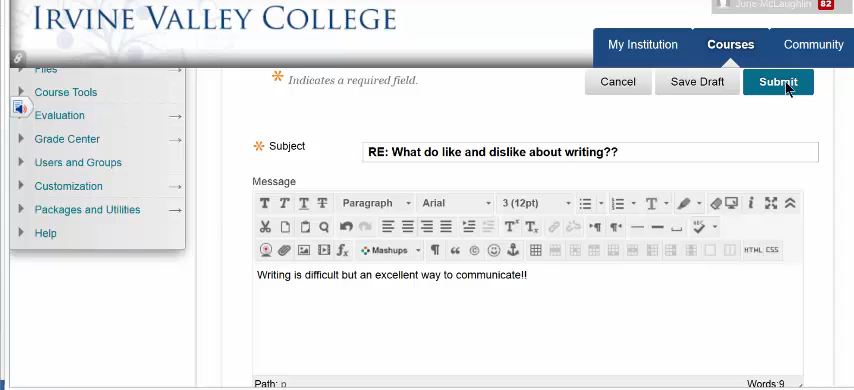 IRVINE VALLEY COLLEGE
June McLaughlin 82
My Institution Courses Community
Files
Course Tools
Evaluation
Grade Center
Users and Groups
Customization
Packages and Utilities
Help
Indicates a required field.
Cancel Save Draft Submit
Subject RE: What do like and dislike about writing??
Message
T T T T Paragraph Arial 3 (12pt) T
Mashups HTML CSS
Writing is difficult but an excellent way to communicate!!
Path: p Words:9